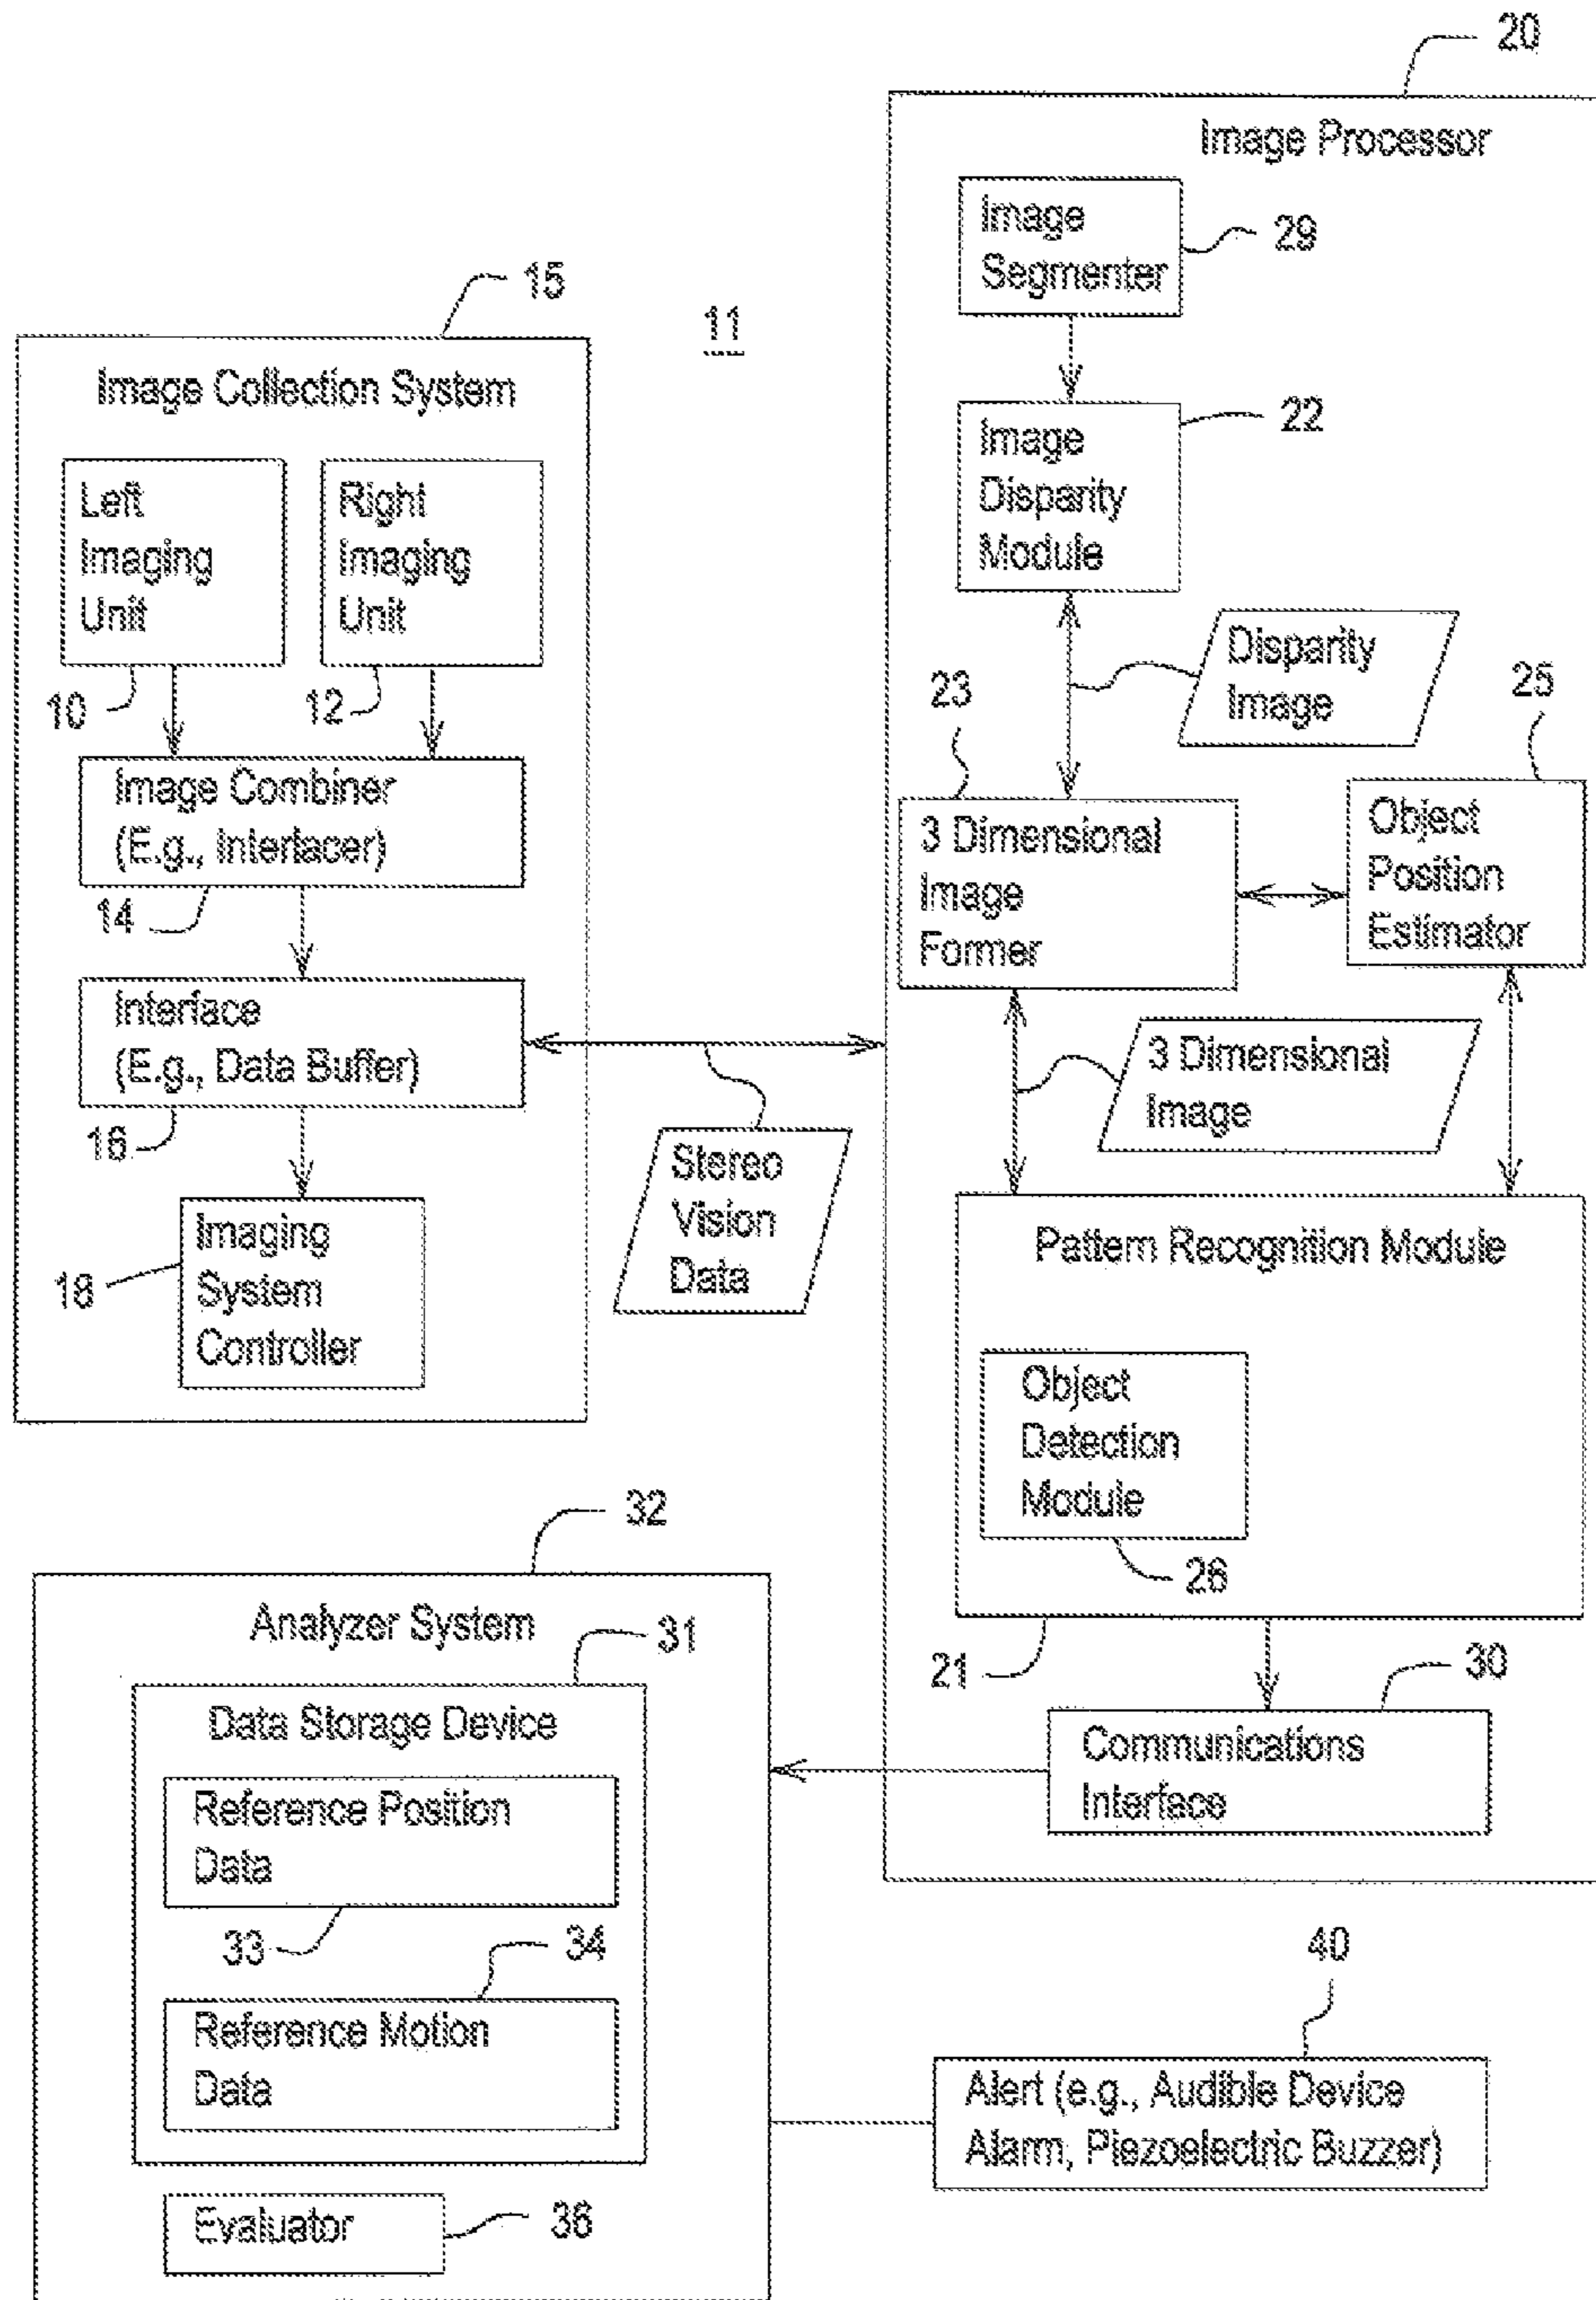 20
Image Processor
Image
Segmenter
29
15
11
Image Collection System
Left
Imaging
Unit
Right
Imaging
Unit
Image
Disparity
Module
22
10
12
Disparity
Image
23
25
Image Combiner
(E.g., Interlacer)
14
3 Dimensional
Image
Former
Object
Position
Estimator
Interface
(E.g., Data Buffer)
16
3 Dimensional
Image
Stereo
Vision
Data
Imaging
System
Controller
18
Pattern Recognition Module
Object
Detection
Module
26
21
30
Communications
Interface
32
Analyzer System
31
Data Storage Device
Reference Position
Data
33
34
Reference Motion
Data
40
Alert (e.g., Audible Device
Alarm, Piezoelectric Buzzer)
Evaluator
36